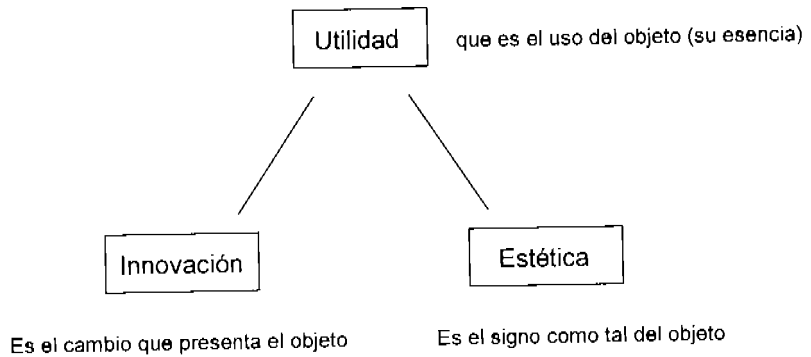 Utilidad que es el uso del objeto (su esencia)
Innovación Estética
Es el cambio que presenta el objeto Es el signo como tal del objeto